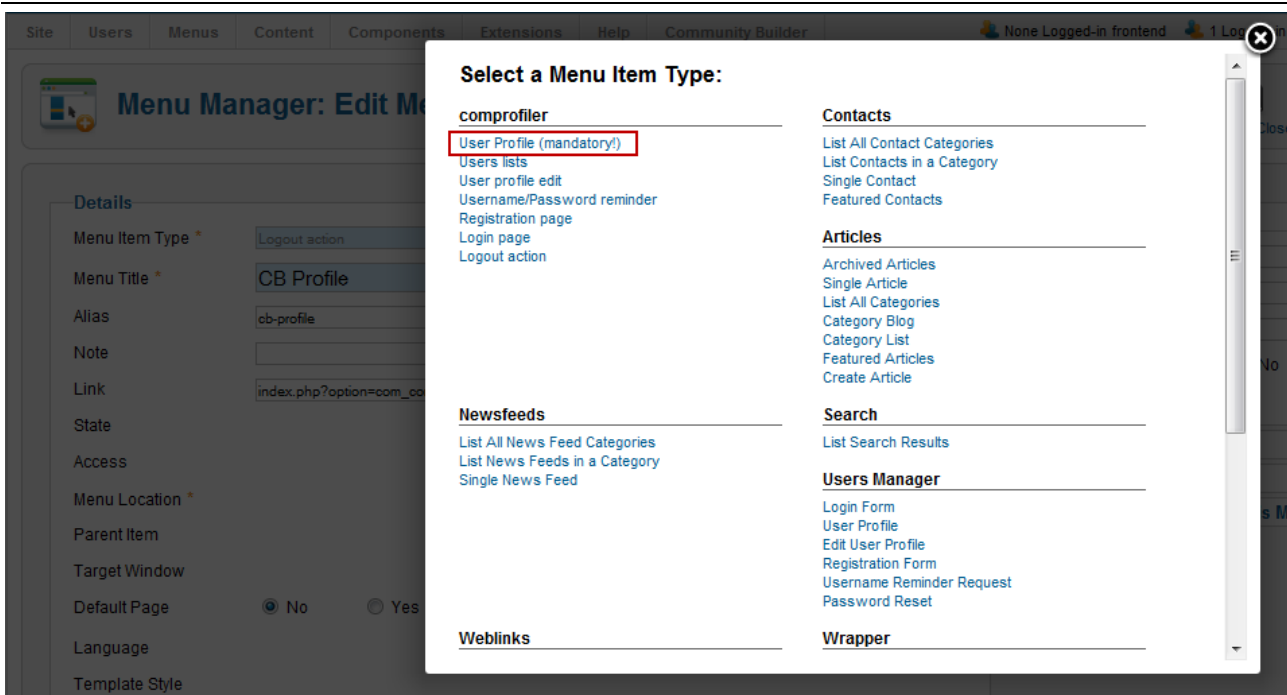 Site Users Menus Content Components Extensions Help Community Builder None Logged-in frontend 1 Log
Menu Manager: Edit Me
Close
Details
Menu Item Type * Logout action
Menu Title * CB Profile
Alias cb-profile
Note
Link index.php?option=com_co
State
Access
Menu Location *
Parent Item
Target Window
Default Page No Yes
Language
Template Style
No
Select a Menu Item Type:
comprofiler
User Profile (mandatory!)
Users lists
User profile edit
Username/Password reminder
Registration page
Login page
Logout action
Contacts
List All Contact Categories
List Contacts in a Category
Single Contact
Featured Contacts
Articles
Archived Articles
Single Article
List All Categories
Category Blog
Category List
Featured Articles
Create Article
Newsfeeds
List All News Feed Categories
List News Feeds in a Category
Single News Feed
Search
List Search Results
Users Manager
Login Form
User Profile
Edit User Profile
Registration Form
Username Reminder Request
Password Reset
Weblinks
Wrapper